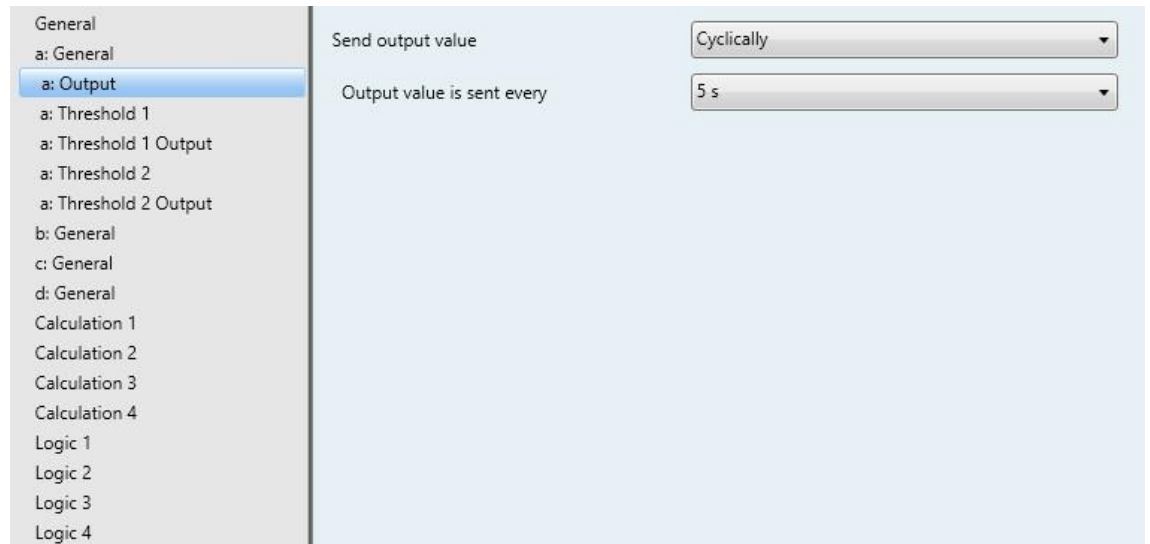 General
a: General
a: Output
a: Threshold 1
a: Threshold 1 Output
a: Threshold 2
a: Threshold 2 Output
b: General
c: General
d: General
Calculation 1
Calculation 2
Calculation 3
Calculation 4
Logic 1
Logic 2
Logic 3
Logic 4
Send output value Cyclically
Output value is sent every 5 s